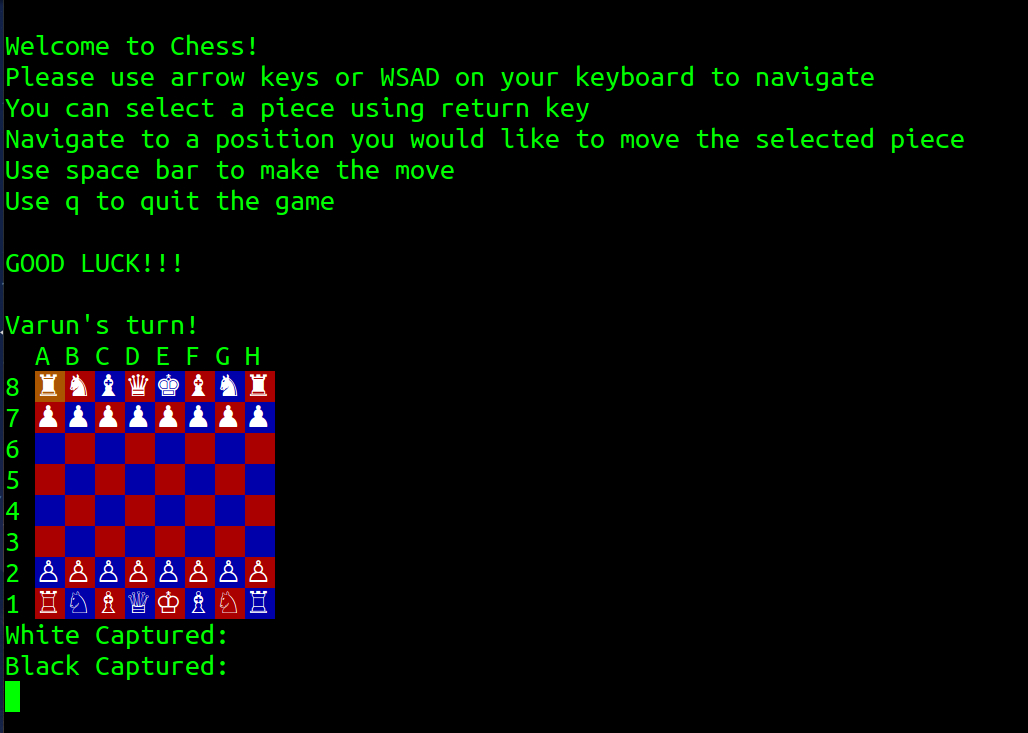 Welcome to Chess!
Please use arrow keys or WSAD on your keyboard to navigate
You can select a piece using return key
Navigate to a position you would like to move the selected piece
Use space bar to make the move
Use q to quit the game
GOOD LUCK!!!
Varun's turn!
A B C D E F G H
8 ♜ ♞ ♝ ♛ ♚ ♝ ♞ ♜
7 ♟ ♟ ♟ ♟ ♟ ♟ ♟ ♟
6
5
4
3
2 ♙ ♙ ♙ ♙ ♙ ♙ ♙ ♙
1 ♖ ♘ ♗ ♕ ♔ ♗ ♘ ♖
White Captured:
Black Captured: